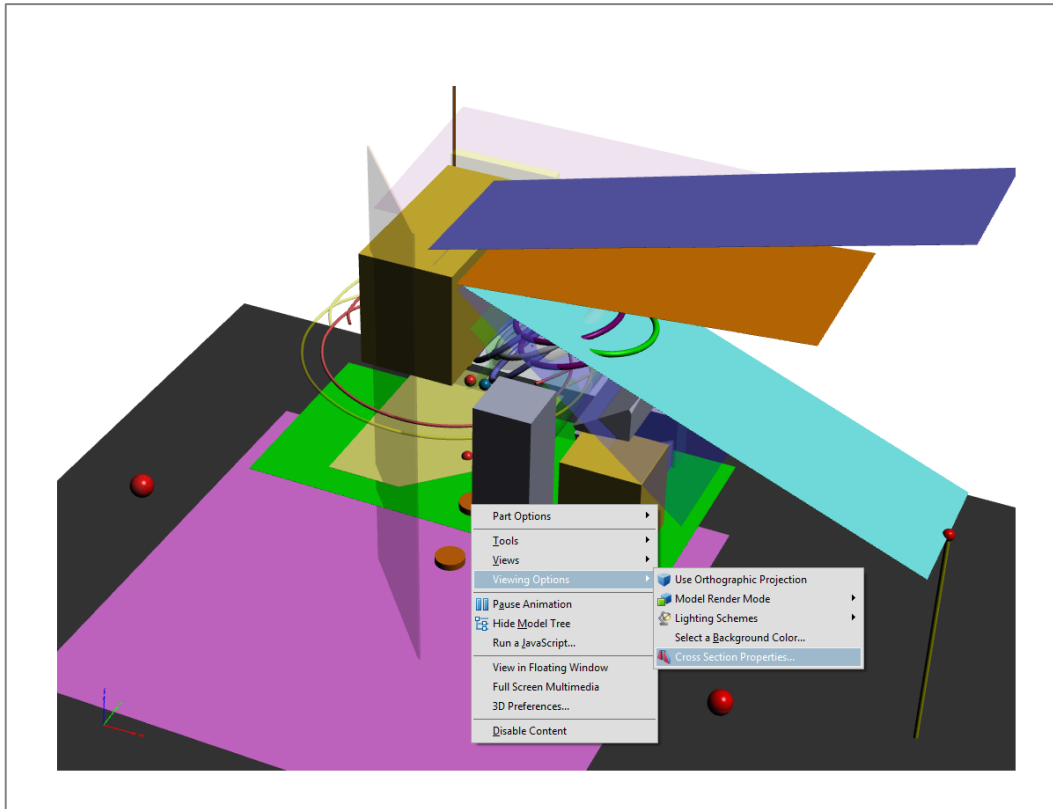 Part Options
Tools
Views
Viewing Options
Pause Animation
Hide Model Tree
Run a JavaScript...
View in Floating Window
Full Screen Multimedia
3D Preferences...
Disable Content
Use Orthographic Projection
Model Render Mode
Lighting Schemes
Select a Background Color...
Cross Section Properties...